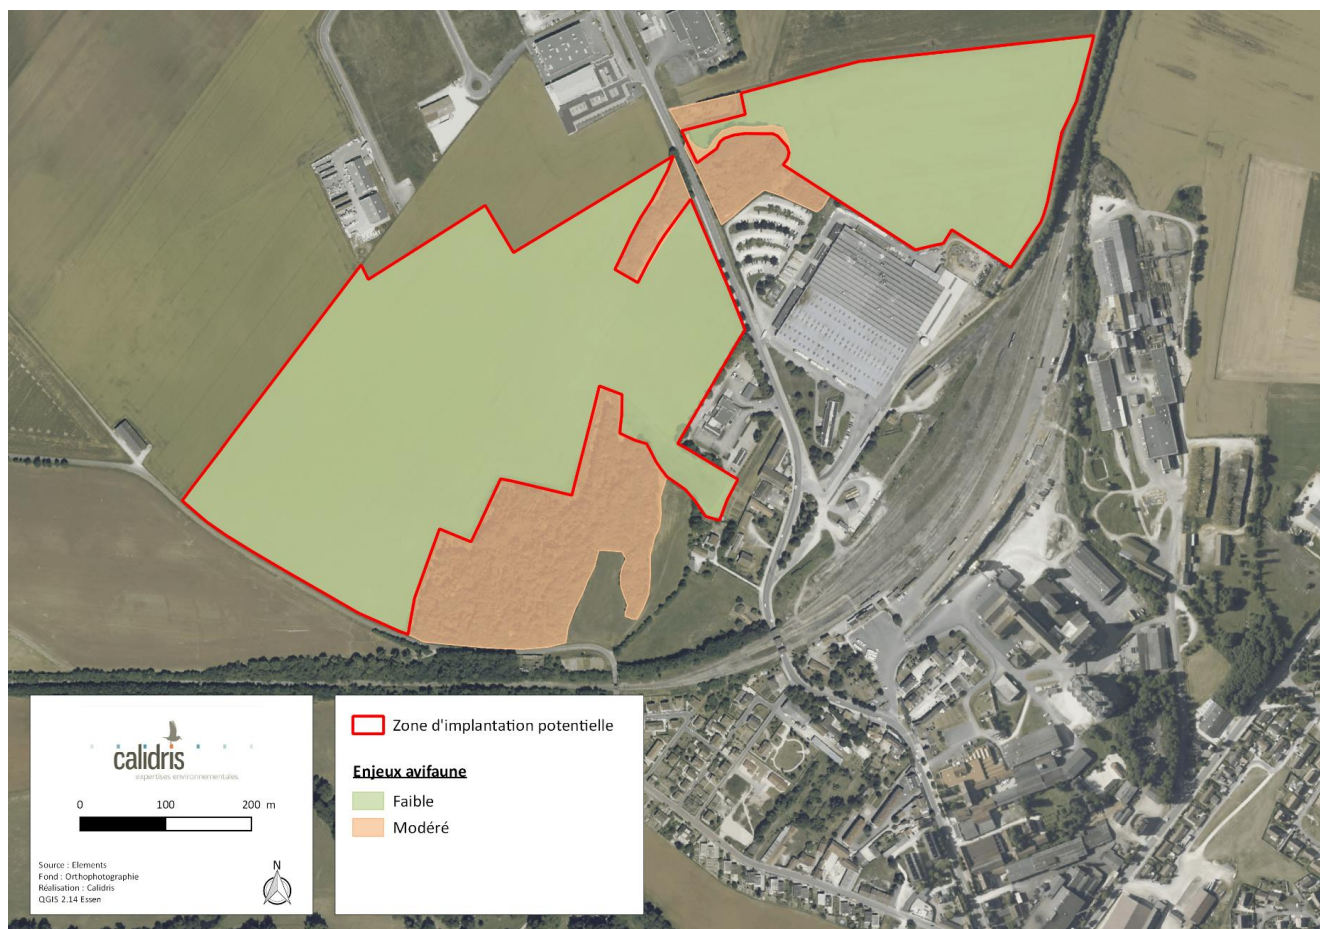 calidris
expertises environnementales
0 100 200 m
Source : Elements
Fond : Orthophotographie
Réalisation : Calidris
QGIS 2.14 Essen
N
Zone d'implantation potentielle
Enjeux avifaune
Faible
Modéré